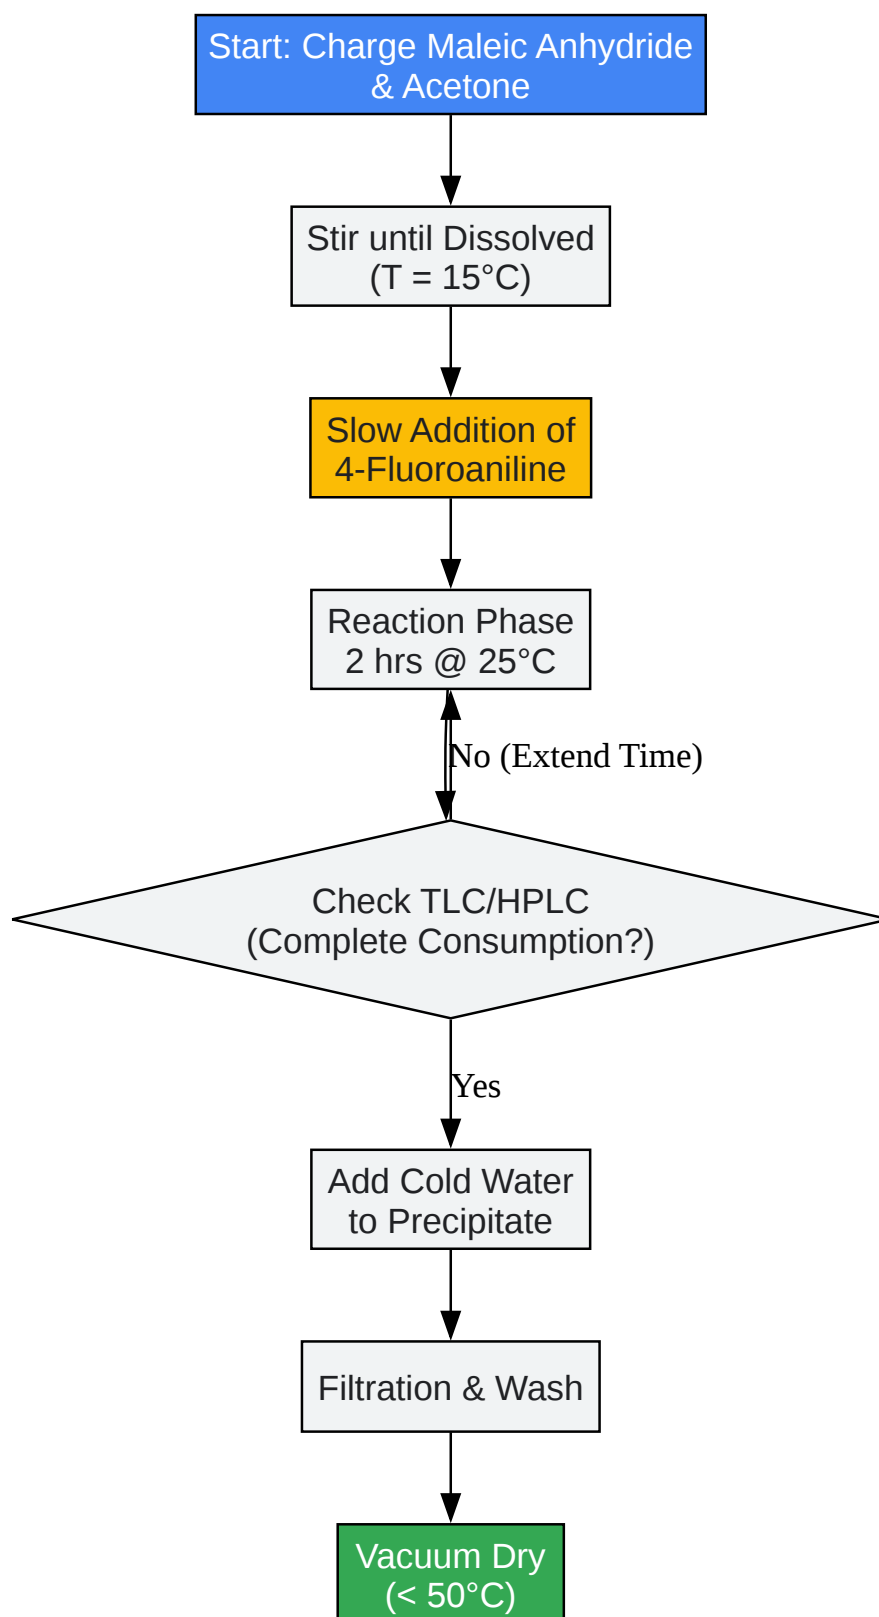 Start: Charge Maleic Anhydride
& Acetone
Stir until Dissolved
(T = 15°C)
Slow Addition of
4-Fluoroaniline
Reaction Phase
2 hrs @ 25°C
No (Extend Time)
Check TLC/HPLC
(Complete Consumption?)
Yes
Add Cold Water
to Precipitate
Filtration & Wash
Vacuum Dry
(< 50°C)